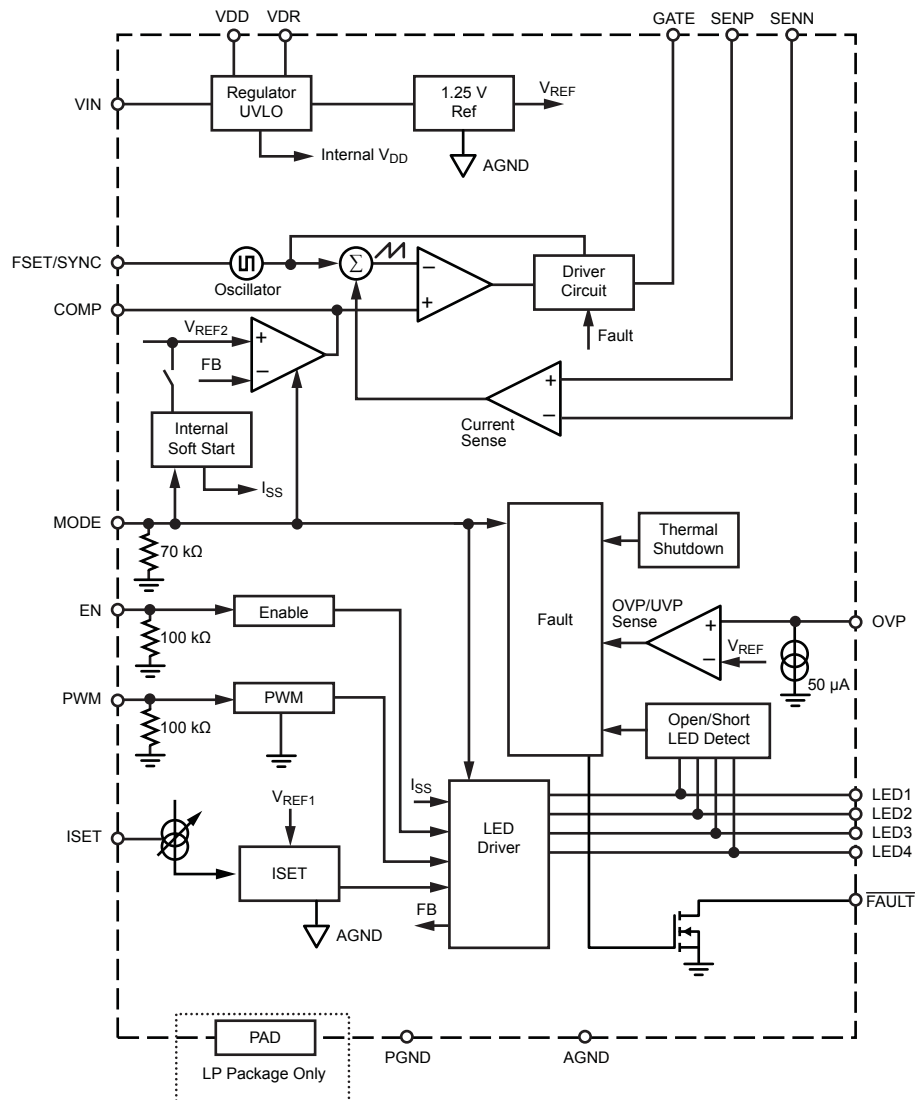 VDD
VDR
GATE
SENP
SENN
VIN
Regulator
UVLO
1.25 V
Ref
VREF
Internal VDD
AGND
FSET/SYNC
Oscillator
Σ
−
+
Driver
Circuit
COMP
Fault
VREF2
+
FB
−
+
−
Current
Sense
Internal
Soft Start
ISS
MODE
70 kΩ
Fault
Thermal
Shutdown
EN
Enable
100 kΩ
OVP/UVP
Sense
+
−
VREF
OVP
50 µA
PWM
PWM
100 kΩ
Open/Short
LED Detect
ISET
VREF1
ISET
AGND
ISS
LED
Driver
FB
LED1
LED2
LED3
LED4
FAULT
PAD
LP Package Only
PGND
AGND